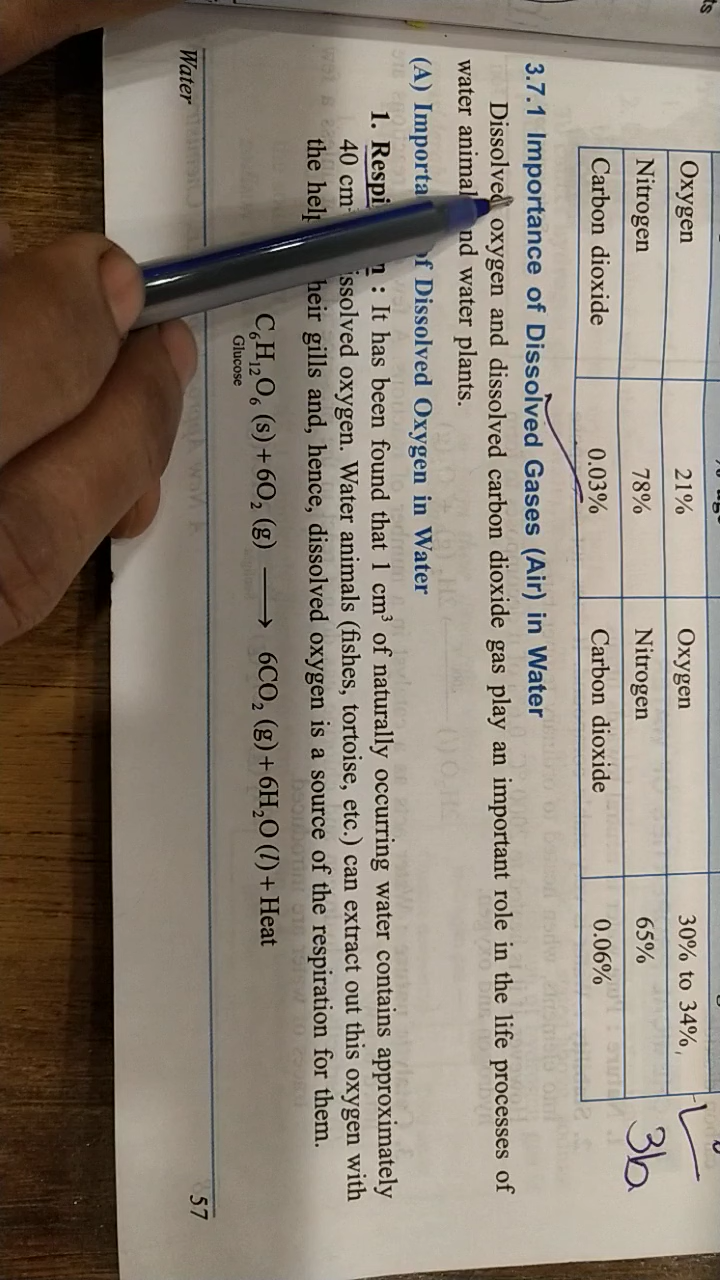 Oxygen 21% Oxygen 30% to 34%,
Nitrogen 78% Nitrogen 65%
Carbon dioxide 0.03% Carbon dioxide 0.06%
3b
3.7.1 Importance of Dissolved Gases (Air) in Water
Dissolved oxygen and dissolved carbon dioxide gas play an important role in the life processes of
water animal nd water plants.
(A) Importa of Dissolved Oxygen in Water
1. Respi n : It has been found that 1 cm³ of naturally occurring water contains approximately
40 cm issolved oxygen. Water animals (fishes, tortoise, etc.) can extract out this oxygen with
the hel heir gills and, hence, dissolved oxygen is a source of the respiration for them.
C₆H₁₂O₆ (s) + 6O₂ (g) ⟶ 6CO₂ (g) + 6H₂O (l) + Heat
Glucose
Water 57